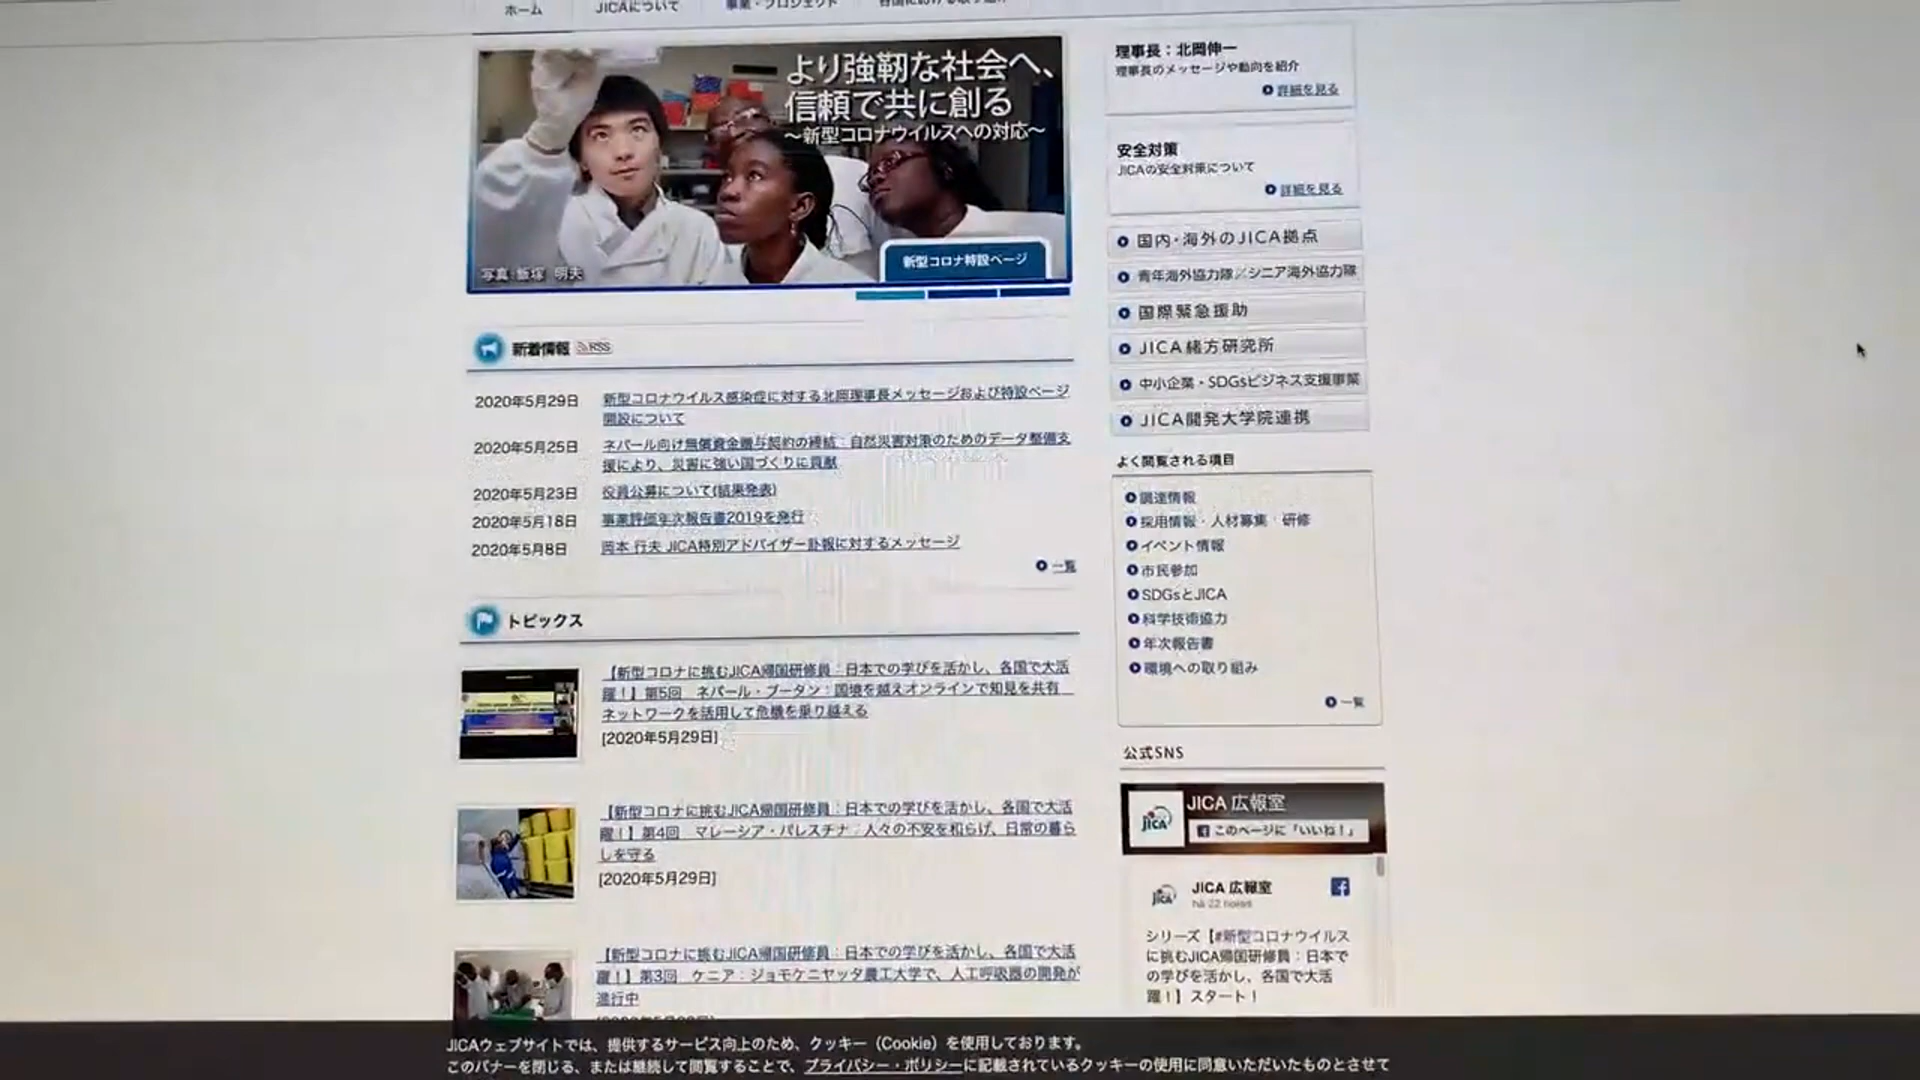 ホーム JICAについて 事業・プロジェクト
より強靭な社会へ、
信頼で共に創る
～新型コロナウイルスへの対応～
写真:飯塚 明夫
新型コロナ特設ページ
新着情報 RSS
2020年5月29日 新型コロナウイルス感染症に対する北岡理事長メッセージおよび特設ページ
開設について
2020年5月25日 ネパール向け無償資金贈与契約の締結:自然災害対策のためのデータ整備支
援により、災害に強い国づくりに貢献
2020年5月23日 役員公募について(結果発表)
2020年5月18日 事業評価年次報告書2019を発行
2020年5月8日 岡本 行夫 JICA特別アドバイザー訃報に対するメッセージ
一覧
トピックス
【新型コロナに挑むJICA帰国研修員:日本での学びを活かし、各国で大活
躍!】第5回 ネパール・ブータン:国境を越えオンラインで知見を共有
ネットワークを活用して危機を乗り越える
[2020年5月29日]
【新型コロナに挑むJICA帰国研修員:日本での学びを活かし、各国で大活
躍!】第4回 マレーシア・パレスチナ:人々の不安を和らげ、日常の暮ら
しを守る
[2020年5月29日]
【新型コロナに挑むJICA帰国研修員:日本での学びを活かし、各国で大活
躍!】第3回 ケニア:ジョモケニヤッタ農工大学で、人工呼吸器の開発が
進行中
理事長:北岡伸一
理事長のメッセージや動向を紹介
詳細を見る
安全対策
JICAの安全対策について
詳細を見る
国内・海外のJICA拠点
青年海外協力隊/シニア海外協力隊
国際緊急援助
JICA緒方研究所
中小企業・SDGsビジネス支援事業
JICA開発大学院連携
よく閲覧される項目
調達情報
採用情報・人材募集・研修
イベント情報
市民参加
SDGsとJICA
科学技術協力
年次報告書
環境への取り組み
一覧
公式SNS
JICA
JICA 広報室
このページに「いいね!」
JICA
JICA 広報室
há 22 horas
シリーズ【#新型コロナウイルス
に挑むJICA帰国研修員:日本で
の学びを活かし、各国で大活
躍!】スタート!
JICAウェブサイトでは、提供するサービス向上のため、クッキー(Cookie)を使用しております。
このバナーを閉じる、または継続して閲覧することで、プライバシー・ポリシーに記載されているクッキーの使用に同意いただいたものとさせて